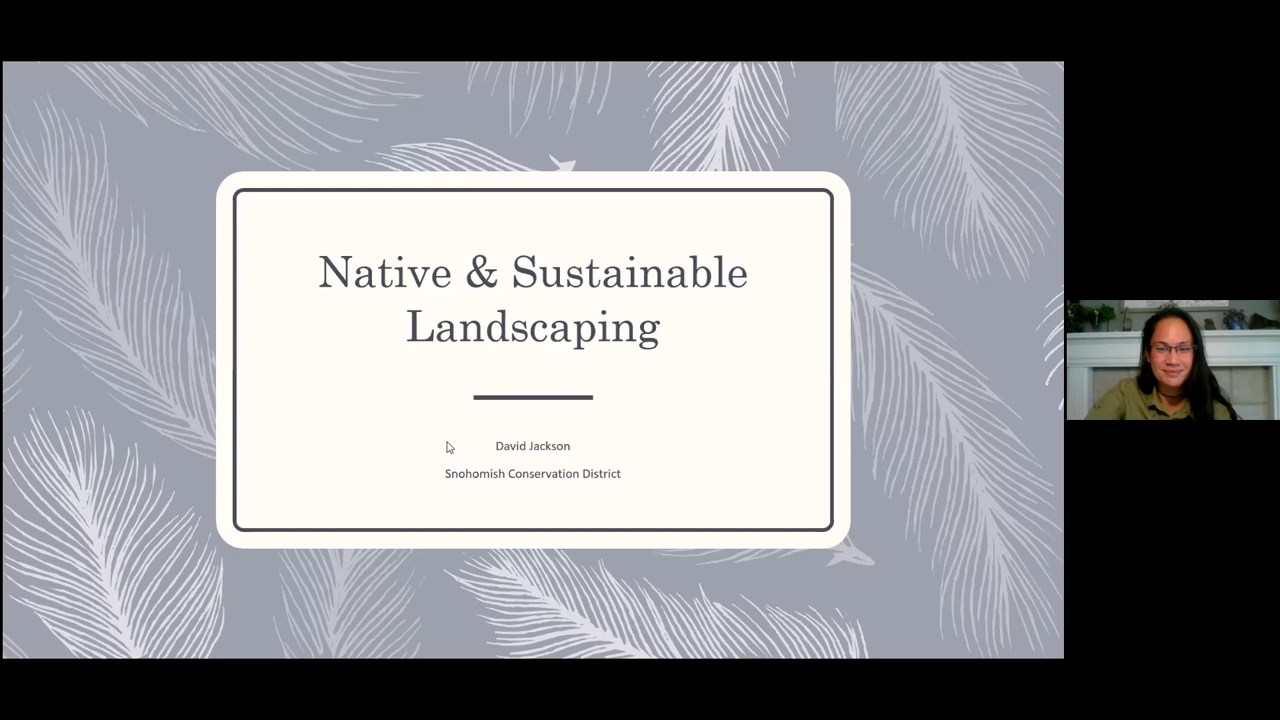 Native & Sustainable
Landscaping
David Jackson
Snohomish Conservation District